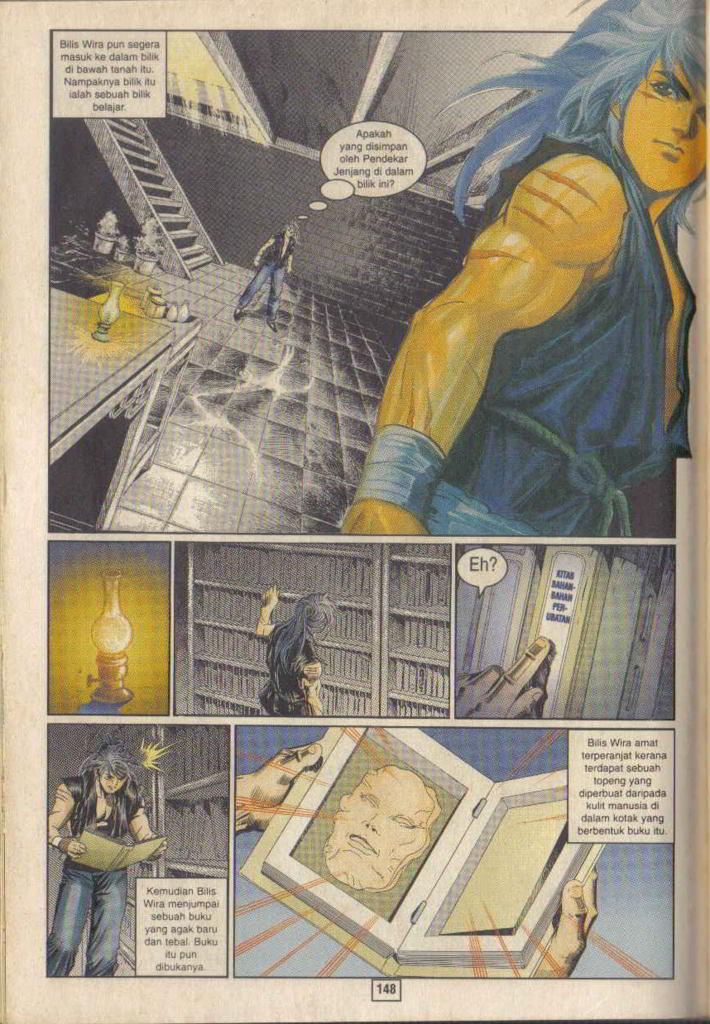 Bilis Wira pun segera
masuk ke dalam bilik
di bawah tanah itu.
Nampaknya bilik itu
ialah sebuah bilik
belajar.
Apakah
yang disimpan
oleh Pendekar
Jenjang di dalam
bilik ini?
Eh?
KITAB
BAHAN-
BAHAN
PER-
UBATAN
Kemudian Bilis
Wira menjumpai
sebuah buku
yang agak baru
dan tebal. Buku
itu pun
dibukanya.
Bilis Wira amat
terperanjat kerana
terdapat sebuah
topeng yang
diperbuat daripada
kulit manusia di
dalam kotak yang
berbentuk buku itu.
148